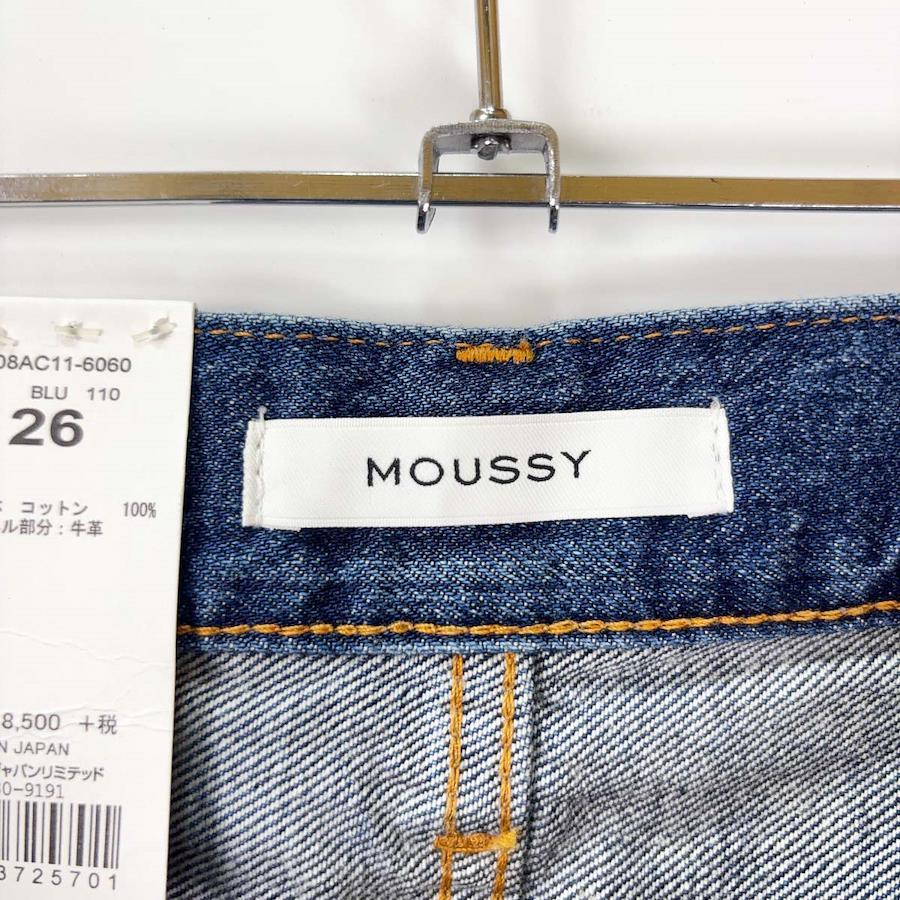 08AC11-6060
BLU 110
26
コットン 100%
ル部分:牛革
MOUSSY
8,500 +税
N JAPAN
ジャパンリミテッド
0-9191
3725701